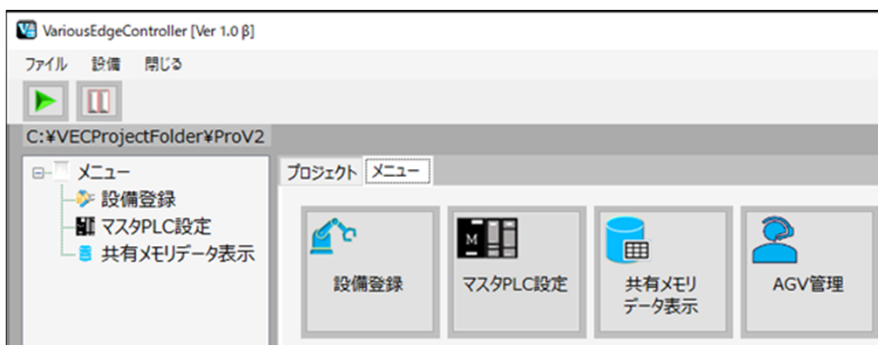 VariousEdgeController [Ver 1.0 β]
ファイル 設備 閉じる
C:¥VECProjectFolder¥ProV2
メニュー
設備登録
マスタPLC設定
共有メモリデータ表示
プロジェクト メニュー
設備登録
M
マスタPLC設定
共有メモリ
データ表示
AGV管理